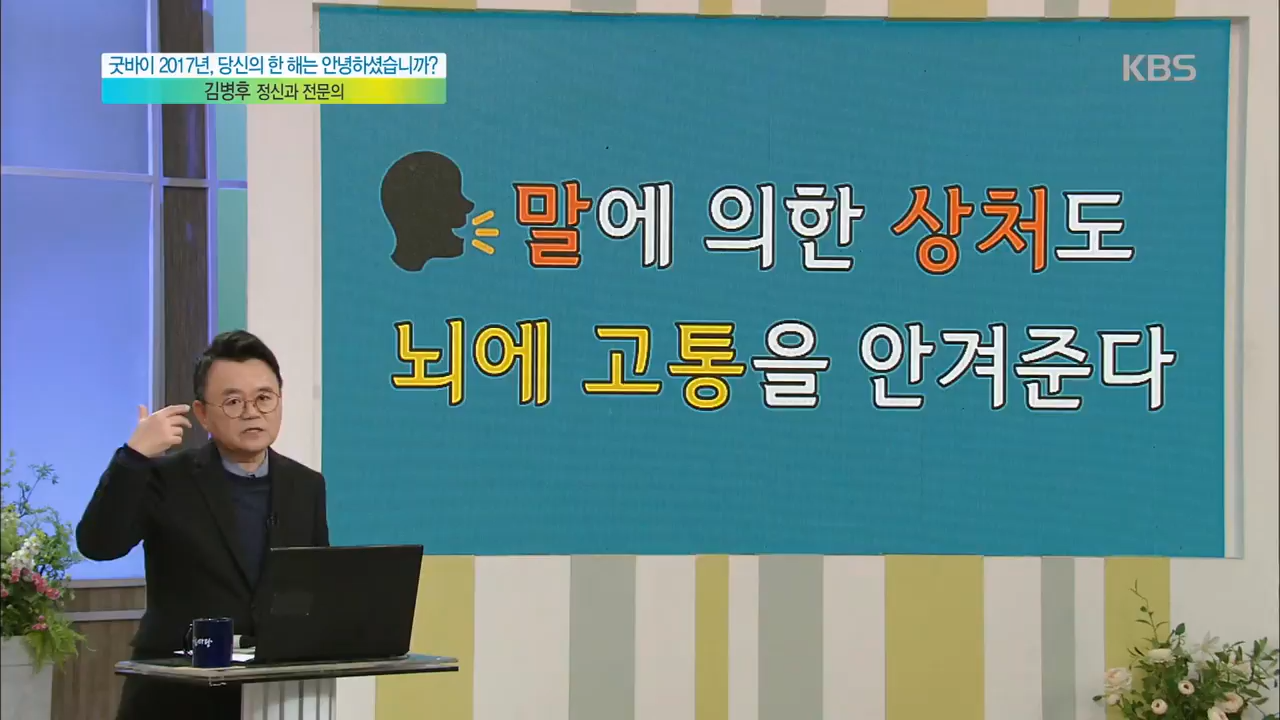 굿바이 2017년, 당신의 한 해는 안녕하셨습니까?
김병후 정신과 전문의
KBS
말에 의한 상처도
뇌에 고통을 안겨준다